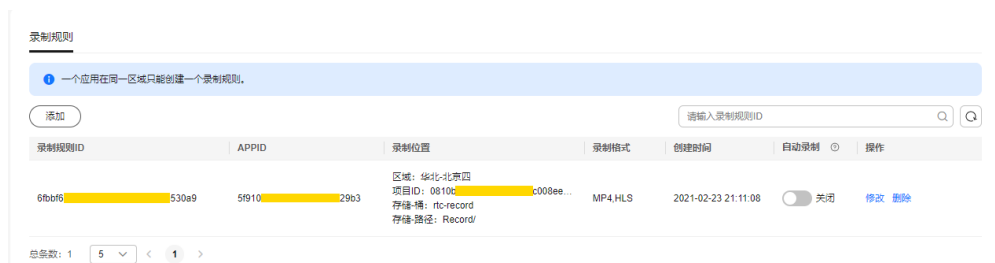 录制规则
一个应用在同一区域只能创建一个录制规则。
添加
请输入录制规则ID
录制规则ID APPID 录制位置 录制格式 创建时间 自动录制 操作
区域：华北-北京四
项目ID：0810b c008ee...
6fbbf6 530a9 5f910 29b3 MP4,HLS 2021-02-23 21:11:08 关闭 修改 删除
存储-桶：rtc-record
存储-路径：Record/
总条数：1 5 1